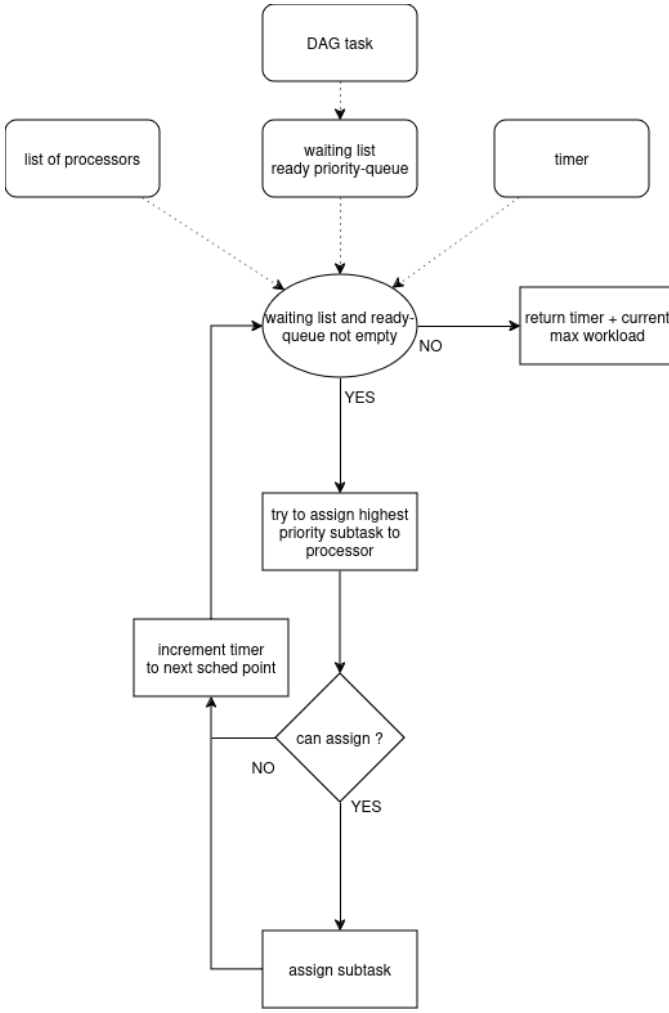 DAG task
list of processors
waiting list
ready priority-queue
timer
waiting list and ready-
queue not empty
NO
return timer + current
max workload
YES
try to assign highest
priority subtask to
processor
increment timer
to next sched point
can assign ?
NO
YES
assign subtask